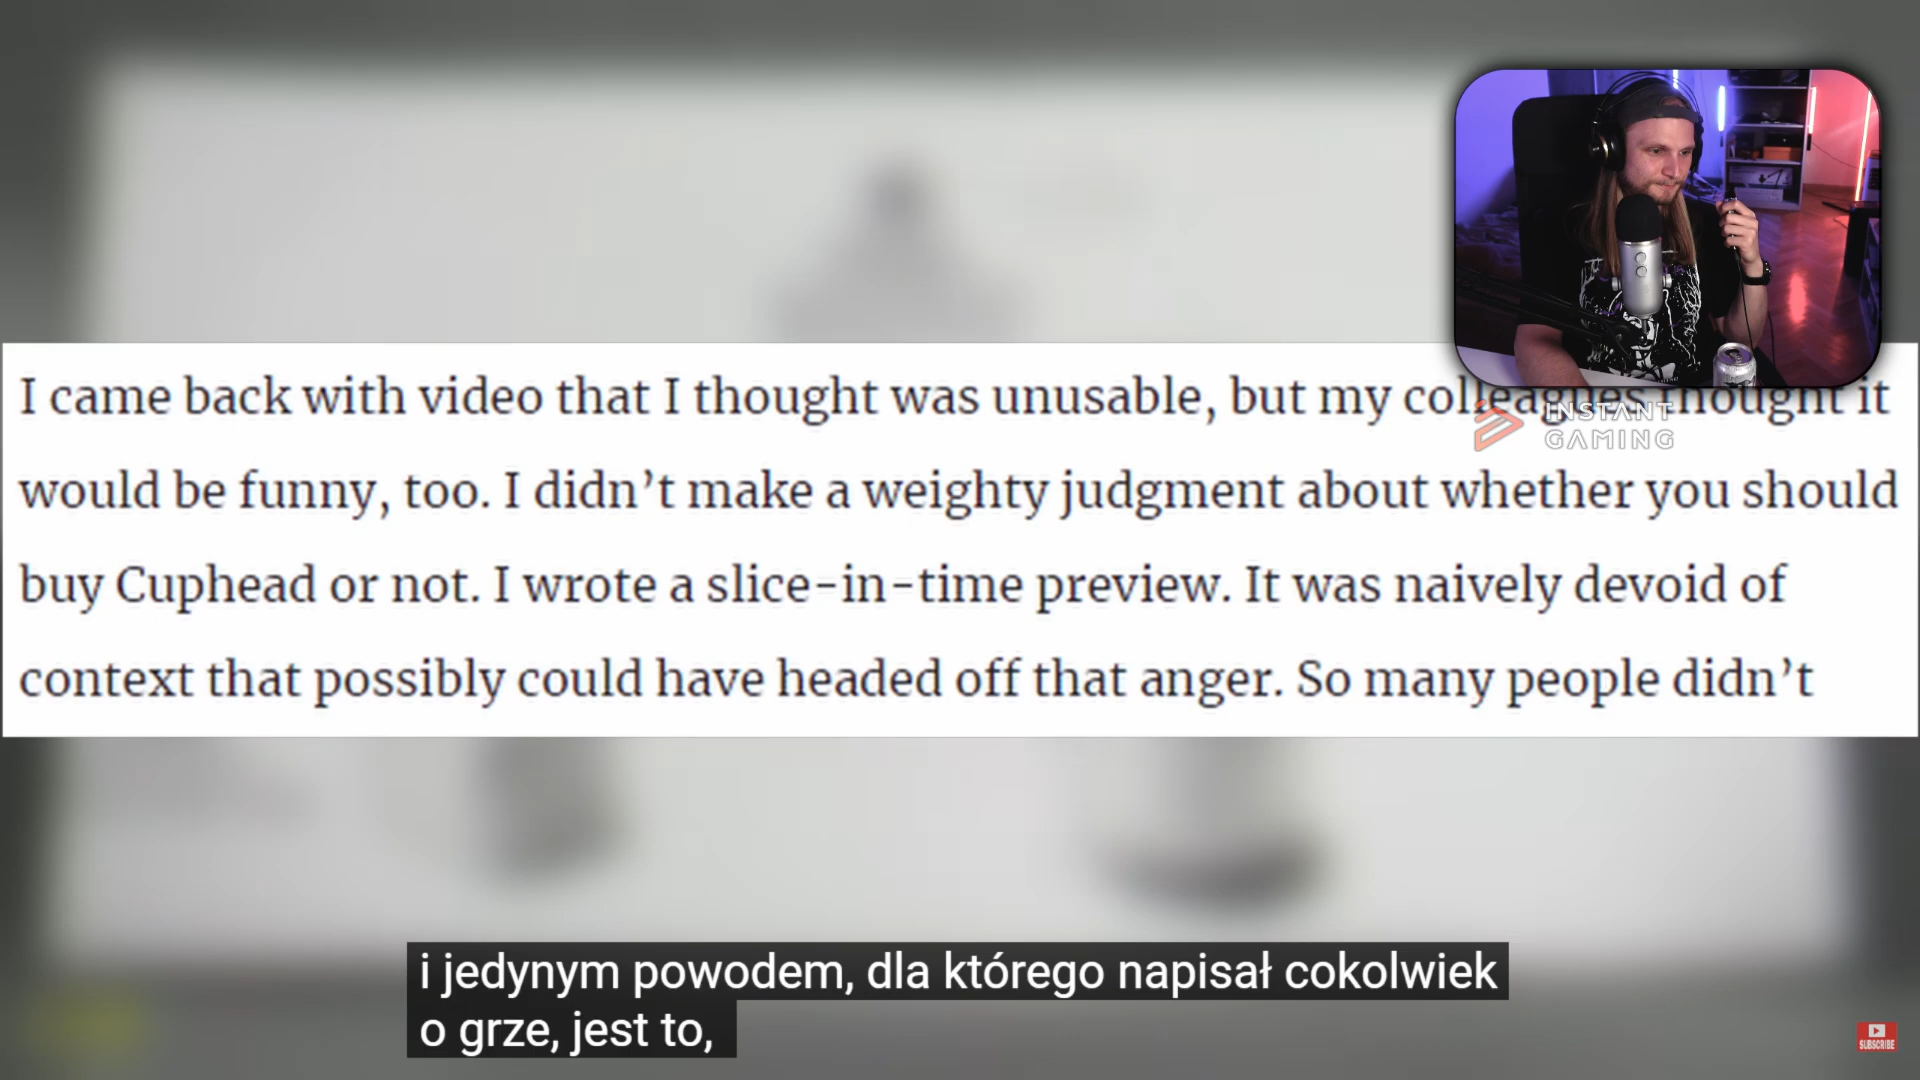 I came back with video that I thought was unusable, but my colleagues thought it
would be funny, too. I didn't make a weighty judgment about whether you should
buy Cuphead or not. I wrote a slice-in-time preview. It was naively devoid of
context that possibly could have headed off that anger. So many people didn't
INSTANT
GAMING
i jedynym powodem, dla którego napisał cokolwiek
o grze, jest to,
SUBSCRIBE